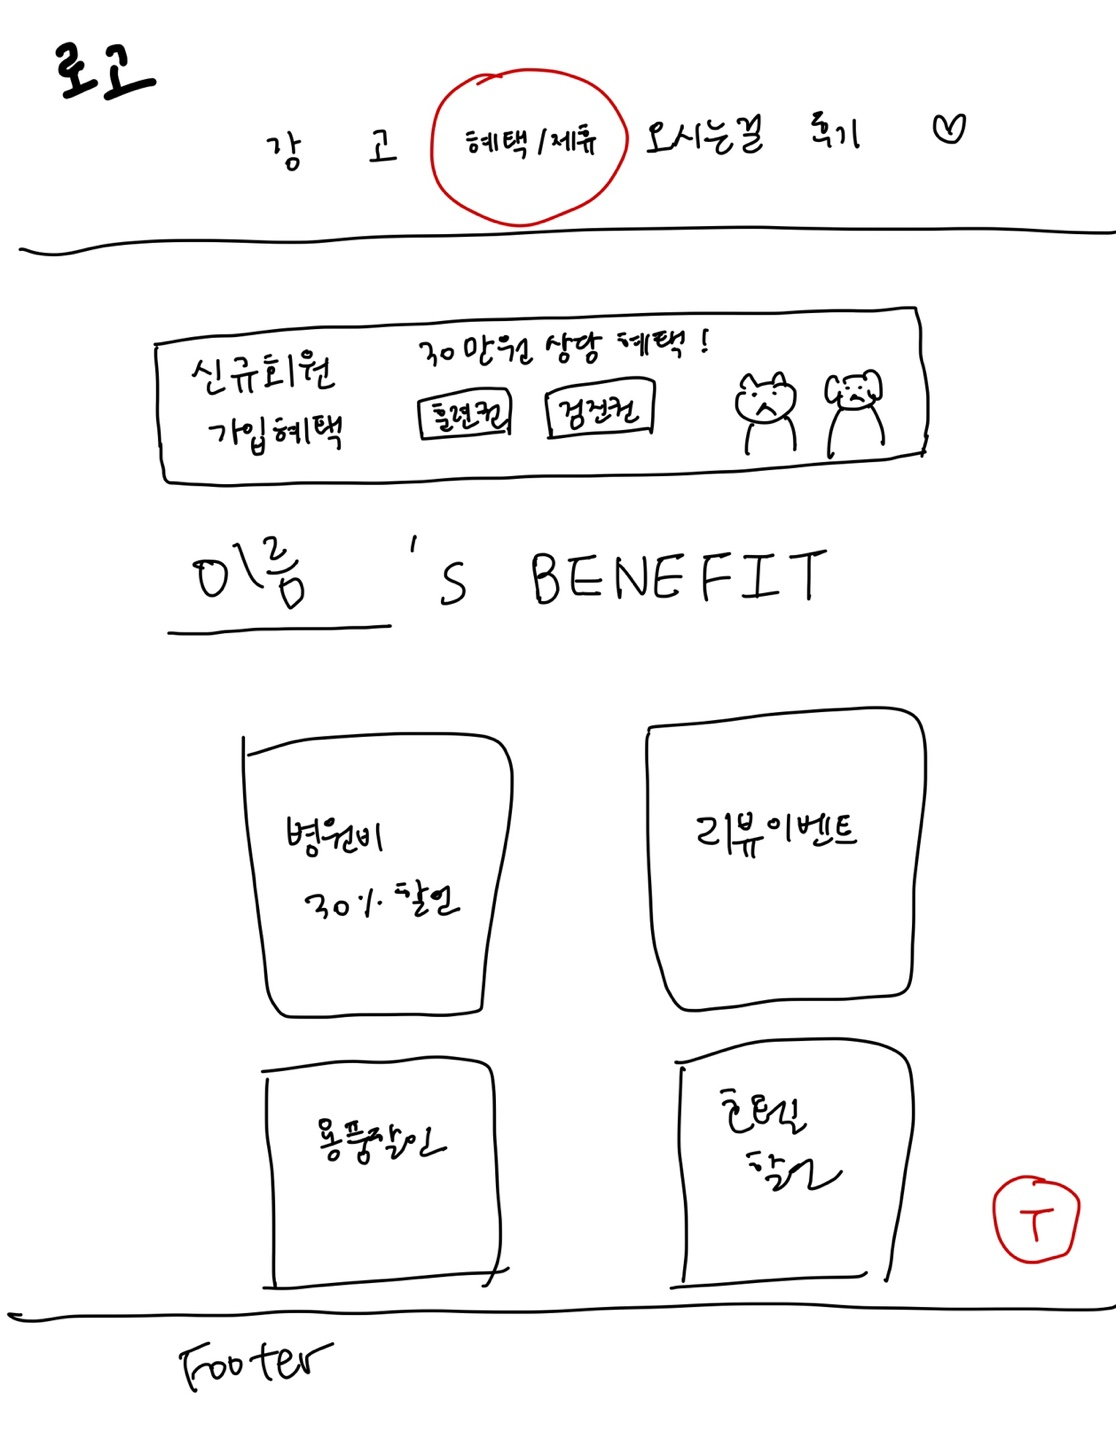 로고
강 고 혜택/제휴 오시는길 후기 ♡
신규회원 30만원 상당 혜택!
가입혜택 훈련권 검진권
이름 's BENEFIT
병원비
30% 할인
리뷰이벤트
용품할인
호텔링
할인
T
Footer